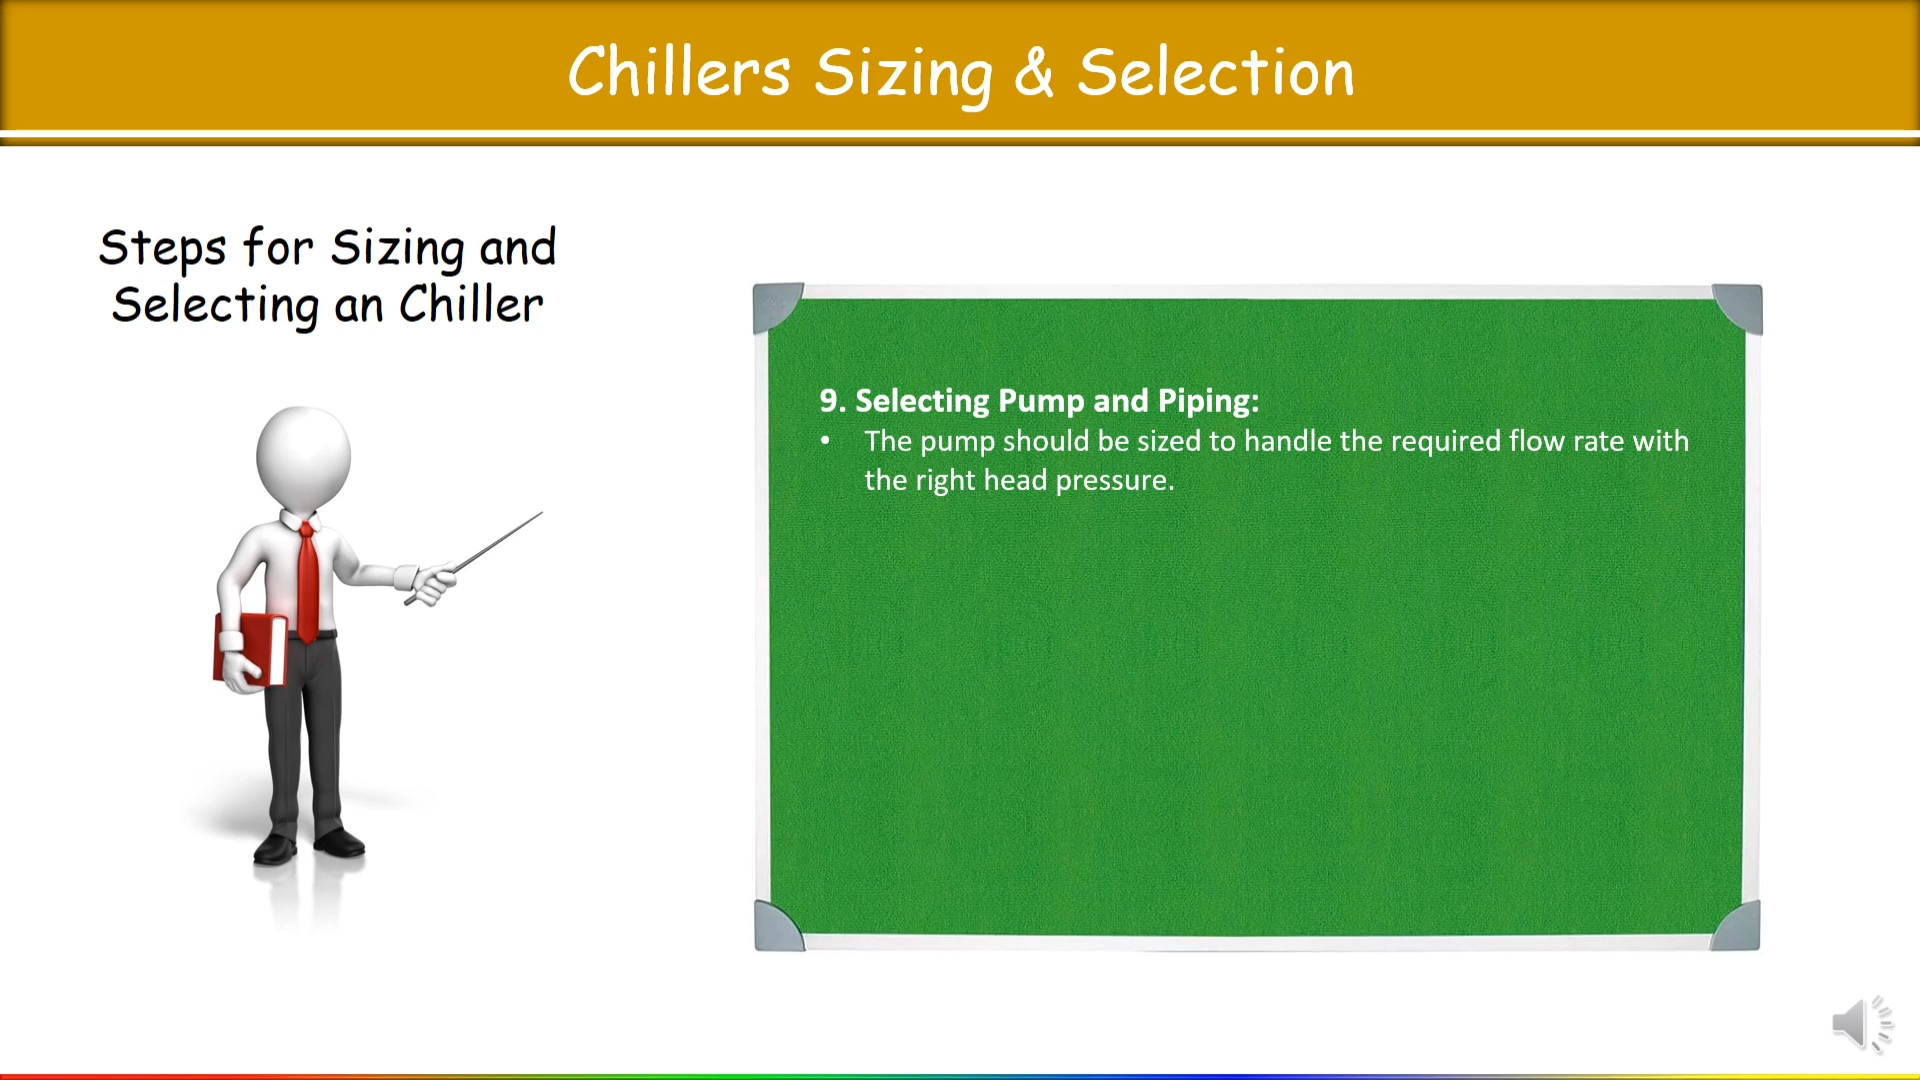 Chillers Sizing & Selection
Steps for Sizing and
Selecting an Chiller
9. Selecting Pump and Piping:
• The pump should be sized to handle the required flow rate with
the right head pressure.